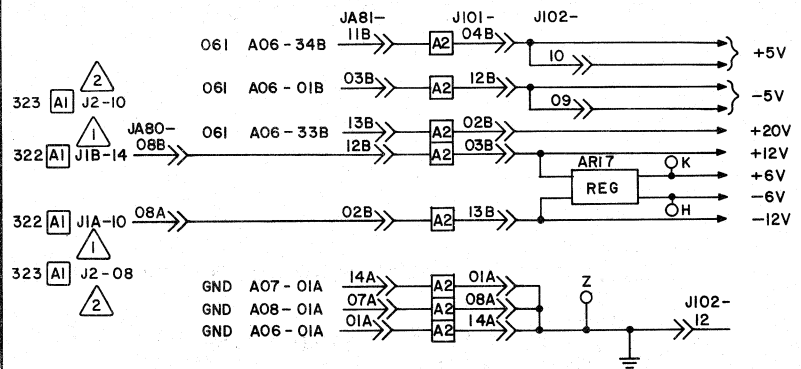 JA81- J101- J102-
061 A06-34B 11B A2 04B +5V
10
2
061 A06-01B 03B A2 12B -5V
323 A1 J2-10 09
1 JA80- 061 A06-33B 13B A2 02B +20V
322 A1 J1B-14 08B 12B A2 03B +12V
AR17 K
REG +6V
-6V
H
322 A1 J1A-10 08A 02B A2 13B -12V
1
323 A1 J2-08
2
GND A07-01A 14A A2 01A Z
GND A08-01A 07A A2 08A J102-
GND A06-01A 01A A2 14A 12